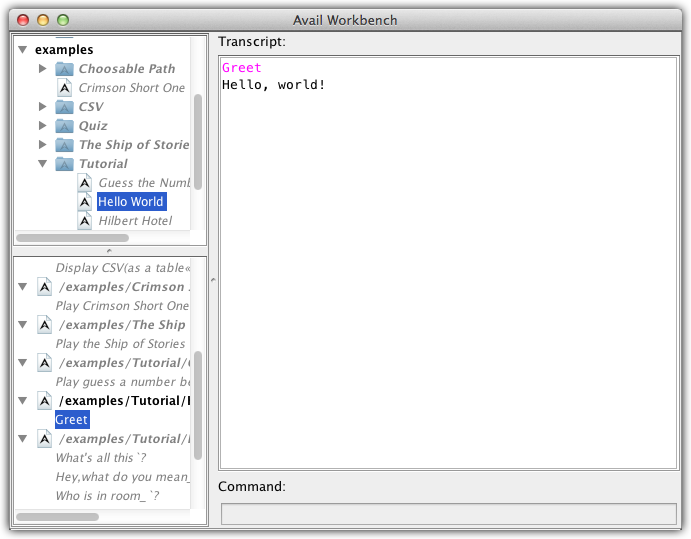 Avail Workbench
examples
Choosable Path
Crimson Short One
CSV
Quiz
The Ship of Stories
Tutorial
Guess the Numb
Hello World
Hilbert Hotel
Display CSV(as a table«
/examples/Crimson
Play Crimson Short One
/examples/The Ship
Play the Ship of Stories
/examples/Tutorial/
Play guess a number be
/examples/Tutorial/
Greet
/examples/Tutorial/
What's all this`?
Hey,what do you mean_
Who is in room_`?
Transcript:
Greet
Hello, world!
Command: